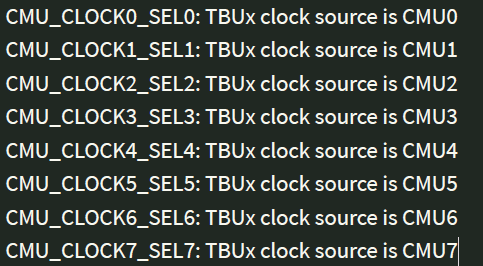 CMU_CLOCK0_SEL0: TBUx clock source is CMU0
CMU_CLOCK1_SEL1: TBUx clock source is CMU1
CMU_CLOCK2_SEL2: TBUx clock source is CMU2
CMU_CLOCK3_SEL3: TBUx clock source is CMU3
CMU_CLOCK4_SEL4: TBUx clock source is CMU4
CMU_CLOCK5_SEL5: TBUx clock source is CMU5
CMU_CLOCK6_SEL6: TBUx clock source is CMU6
CMU_CLOCK7_SEL7: TBUx clock source is CMU7